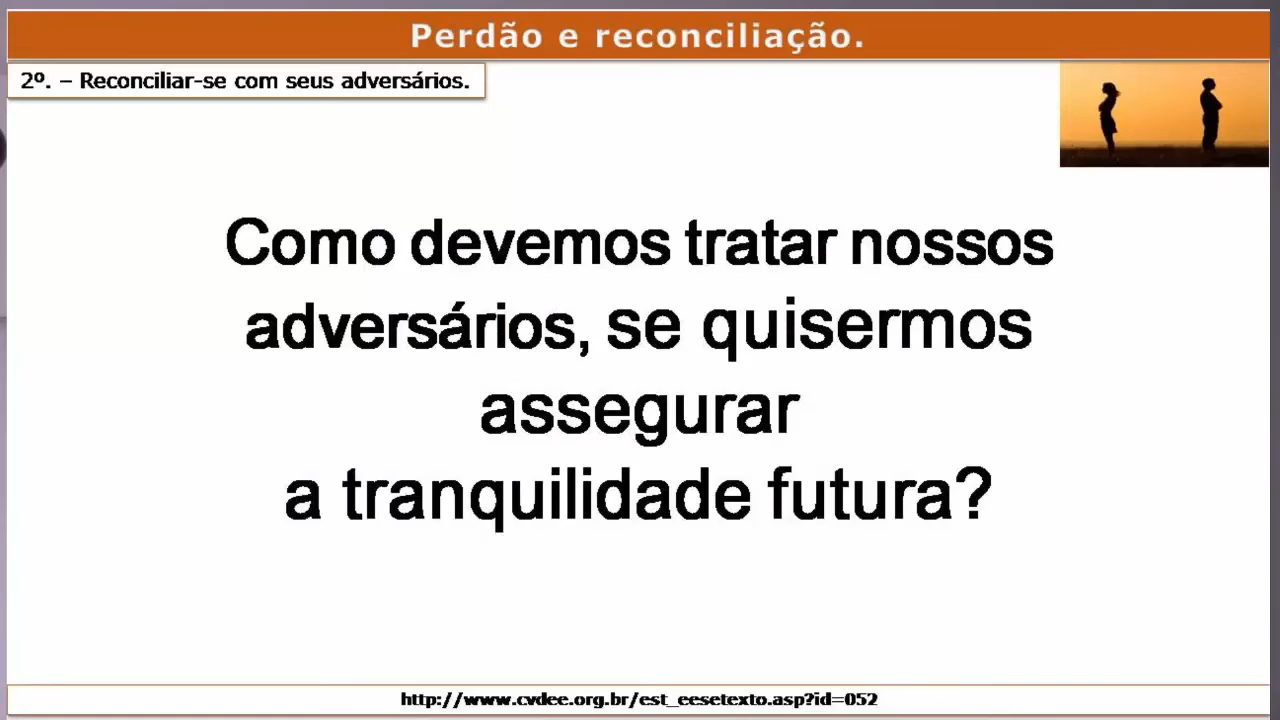 Perdão e reconciliação.
2º. – Reconciliar-se com seus adversários.
Como devemos tratar nossos
adversários, se quisermos
assegurar
a tranquilidade futura?
http://www.cvdee.org.br/est_eesetexto.asp?id=052